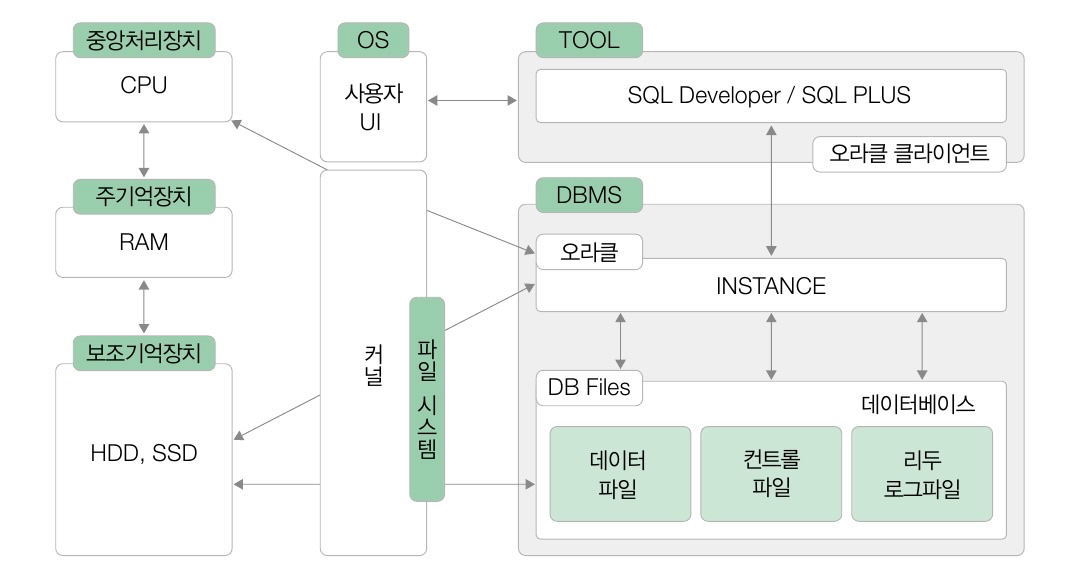 중앙처리장치
CPU
주기억장치
RAM
보조기억장치
HDD, SSD
OS
사용자
UI
커널
파일 시스템
TOOL
SQL Developer / SQL PLUS
오라클 클라이언트
DBMS
오라클
INSTANCE
DB Files
데이터베이스
데이터
파일
컨트롤
파일
리두
로그파일